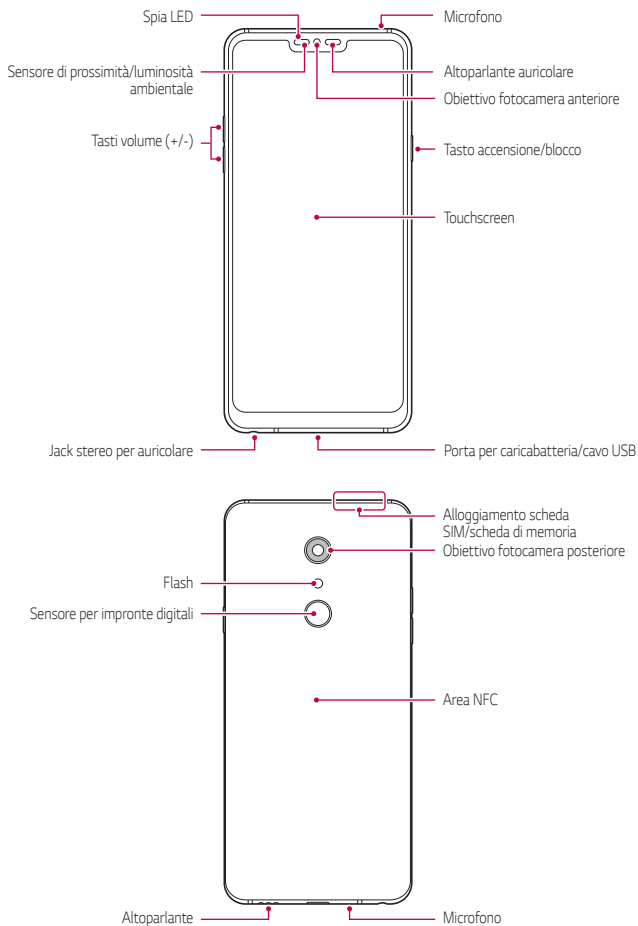 Spia LED
Microfono
Sensore di prossimità/luminosità
ambientale
Altoparlante auricolare
Obiettivo fotocamera anteriore
Tasti volume (+/-)
Tasto accensione/blocco
Touchscreen
Jack stereo per auricolare
Porta per caricabatteria/cavo USB
Alloggiamento scheda
SIM/scheda di memoria
Obiettivo fotocamera posteriore
Flash
Sensore per impronte digitali
Area NFC
Altoparlante
Microfono